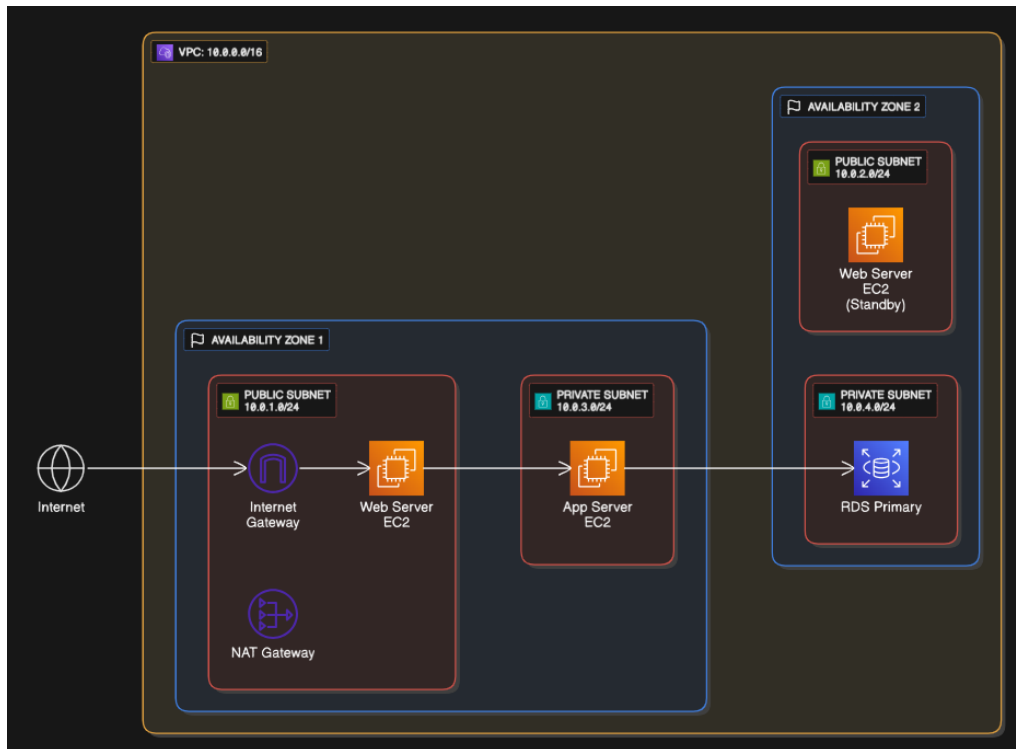 VPC: 10.0.0.0/16
AVAILABILITY ZONE 2
PUBLIC SUBNET
10.0.2.0/24
Web Server
EC2
(Standby)
AVAILABILITY ZONE 1
PUBLIC SUBNET
10.0.1.0/24
PRIVATE SUBNET
10.0.3.0/24
PRIVATE SUBNET
10.0.4.0/24
Internet
Internet
Gateway
Web Server
EC2
App Server
EC2
RDS Primary
NAT Gateway